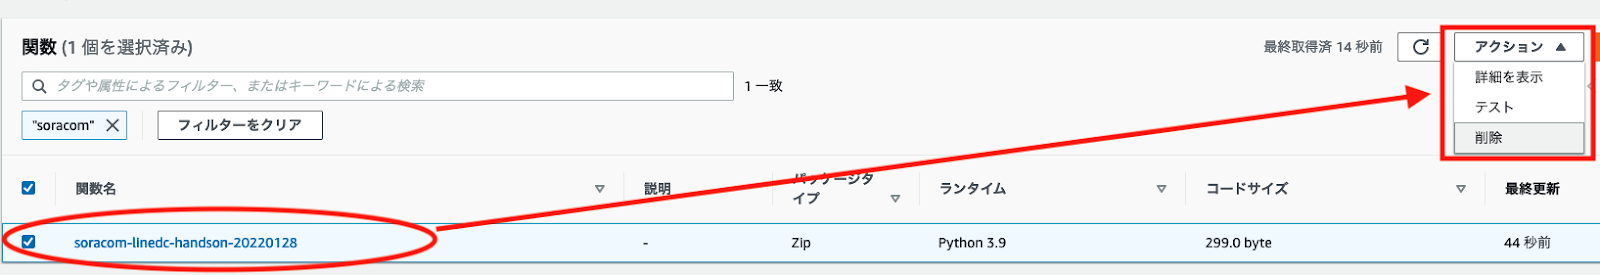 関数 (1 個を選択済み)
最終取得済 14 秒前
アクション ▲
タグや属性によるフィルター、またはキーワードによる検索
1 一致
詳細を表示
テスト
削除
"soracom" ×
フィルターをクリア
関数名
説明
パッケージタ
イプ
ランタイム
コードサイズ
最終更新
soracom-linedc-handson-20220128
-
Zip
Python 3.9
299.0 byte
44 秒前